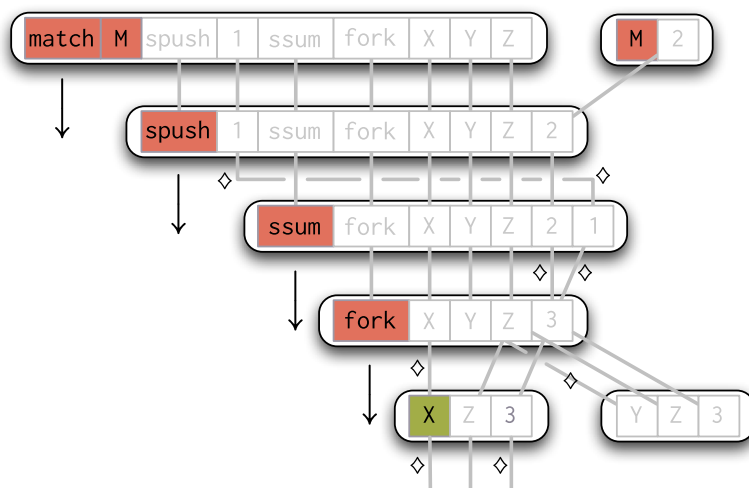 match M spush 1 ssum fork X Y Z M 2
spush 1 ssum fork X Y Z 2
ssum fork X Y Z 2 1
fork X Y Z 3
X Z 3 Y Z 3